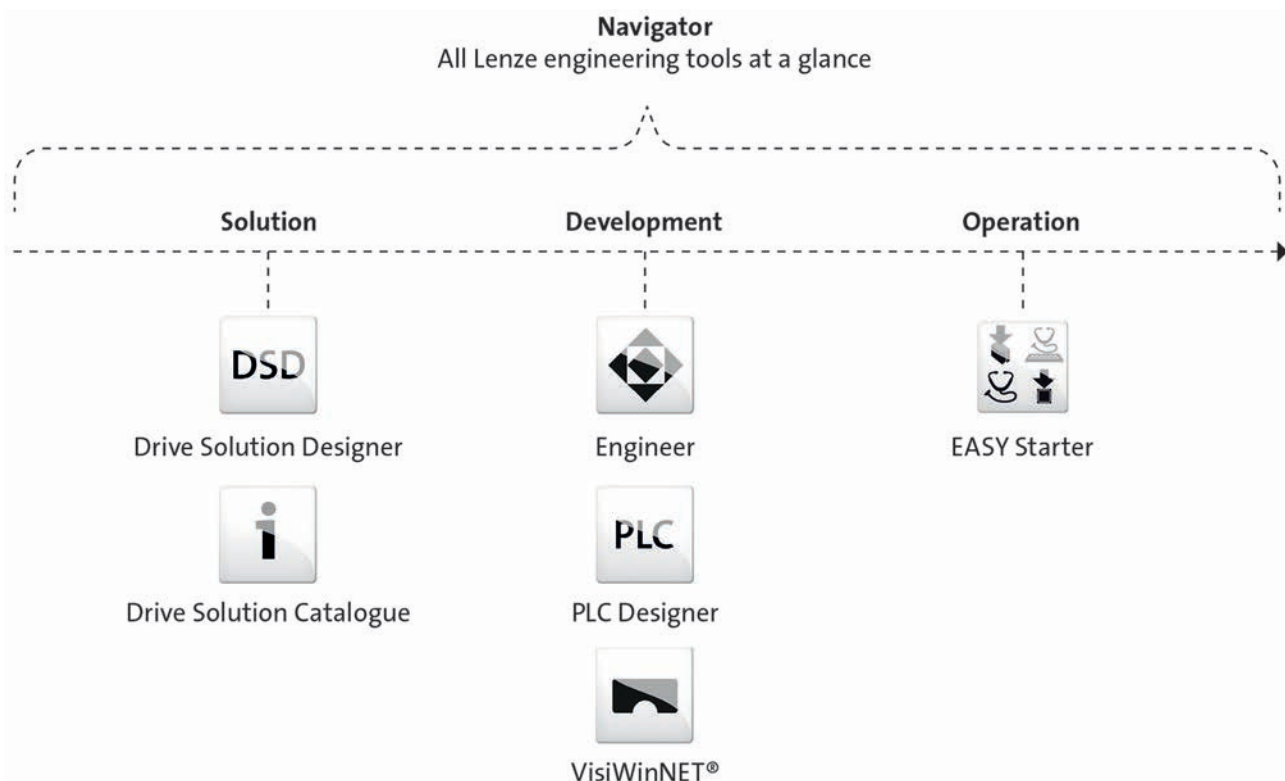 Navigator
All Lenze engineering tools at a glance
Solution
Development
Operation
DSD
Drive Solution Designer
Engineer
EASY Starter
i
Drive Solution Catalogue
PLC
PLC Designer
VisiWinNET®